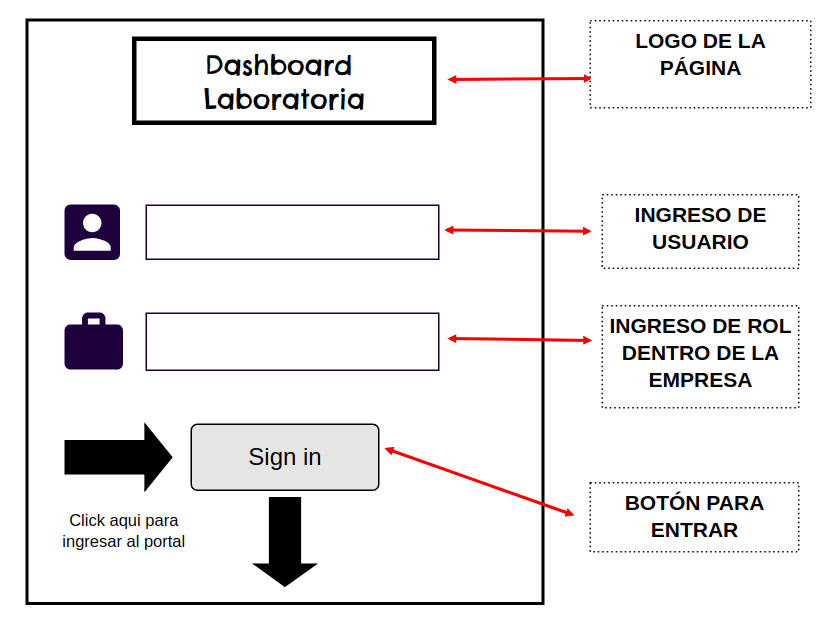 Dashboard
Laboratoria
LOGO DE LA
PÁGINA
INGRESO DE
USUARIO
INGRESO DE ROL
DENTRO DE LA
EMPRESA
Sign in
BOTÓN PARA
ENTRAR
Click aqui para
ingresar al portal